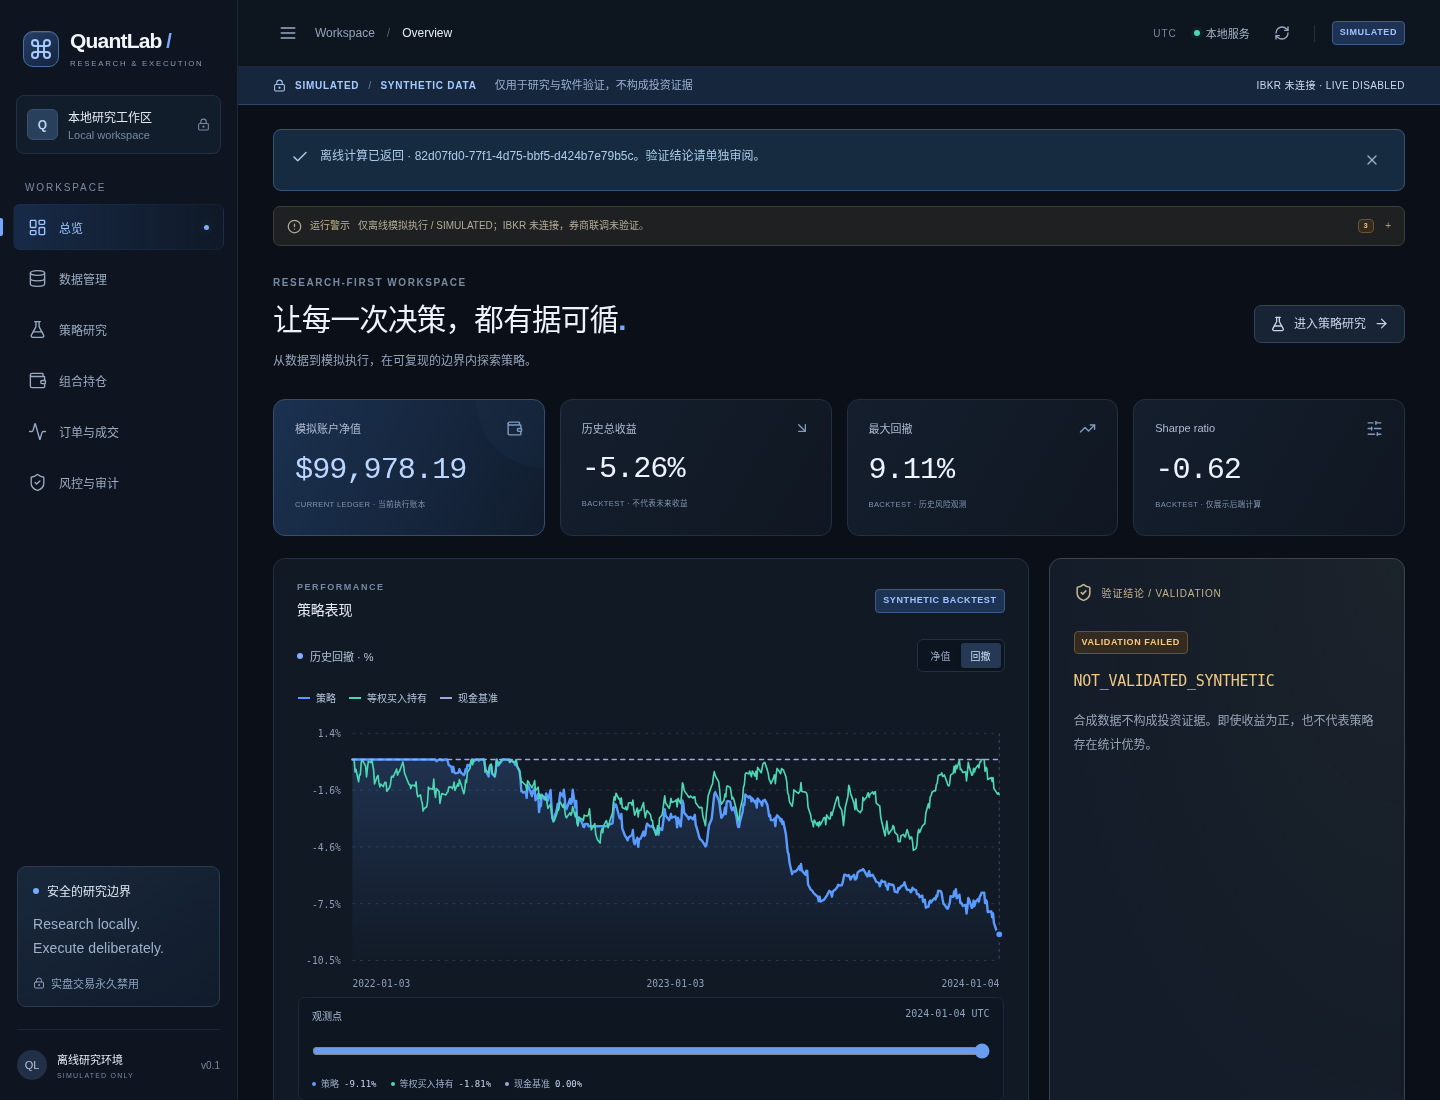 QuantLab /
RESEARCH & EXECUTION
Q
本地研究工作区
Local workspace
WORKSPACE
总览
数据管理
策略研究
组合持仓
订单与成交
风控与审计
安全的研究边界
Research locally.
Execute deliberately.
实盘交易永久禁用
QL
离线研究环境
SIMULATED ONLY
v0.1
Workspace / Overview
UTC
本地服务
SIMULATED
SIMULATED / SYNTHETIC DATA 仅用于研究与软件验证，不构成投资证据
IBKR 未连接 · LIVE DISABLED
离线计算已返回 · 82d07fd0-77f1-4d75-bbf5-d424b7e79b5c。验证结论请单独审阅。
运行警示 仅离线模拟执行 / SIMULATED；IBKR 未连接，券商联调未验证。
3 +
RESEARCH-FIRST WORKSPACE
让每一次决策，都有据可循.
从数据到模拟执行，在可复现的边界内探索策略。
进入策略研究
模拟账户净值
$99,978.19
CURRENT LEDGER · 当前执行账本
历史总收益
-5.26%
BACKTEST · 不代表未来收益
最大回撤
9.11%
BACKTEST · 历史风险观测
Sharpe ratio
-0.62
BACKTEST · 仅展示后端计算
PERFORMANCE
策略表现
SYNTHETIC BACKTEST
历史回撤 · %
净值 回撤
策略 等权买入持有 现金基准
1.4%
-1.6%
-4.6%
-7.5%
-10.5%
2022-01-03 2023-01-03 2024-01-04
观测点
2024-01-04 UTC
策略 -9.11% 等权买入持有 -1.81% 现金基准 0.00%
验证结论 / VALIDATION
VALIDATION FAILED
NOT_VALIDATED_SYNTHETIC
合成数据不构成投资证据。即使收益为正，也不代表策略
存在统计优势。